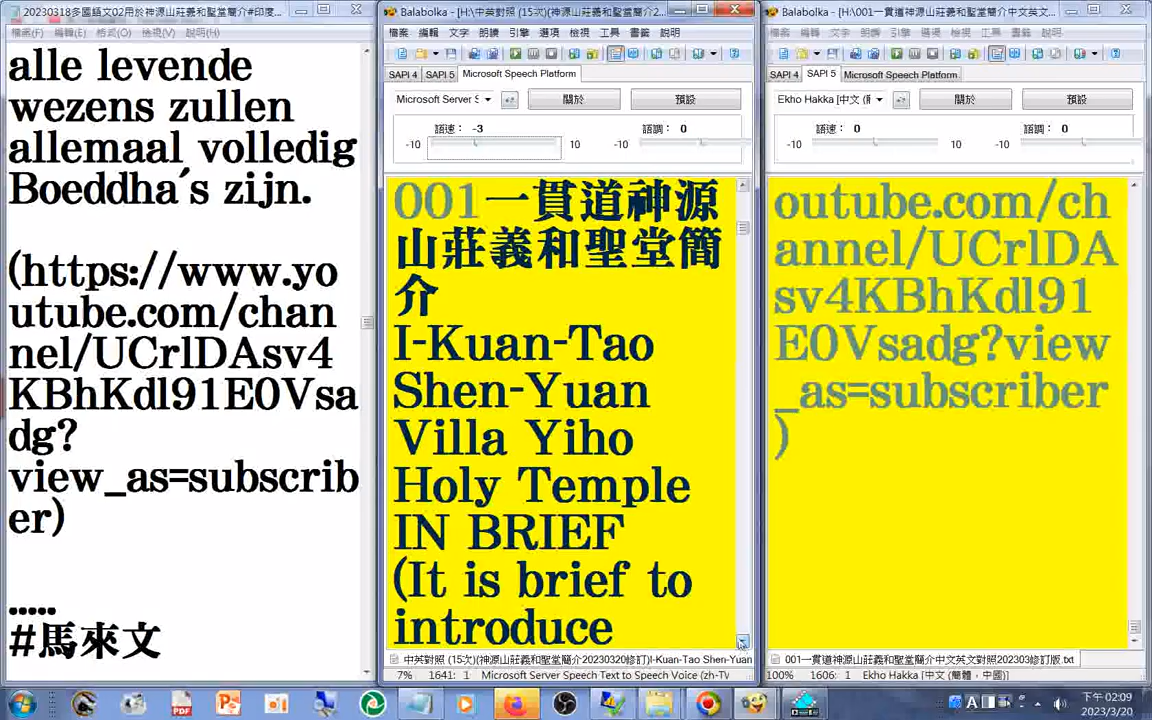 20230318多國語文02用於神源山莊義和聖堂簡介#印度...
檔案(F) 編輯(E) 格式(O) 檢視(V) 說明(H)
alle levende
wezens zullen
allemaal volledig
Boeddha's zijn.
(https://www.yo
utube.com/chan
nel/UCrlDAsv4
KBhKdl91E0Vsa
dg?
view_as=subscrib
er)
.....
#馬來文
Balabolka - [H:\中英對照 (15次)(神源山莊義和聖堂簡介2...
檔案 編輯 文字 朗讀 引擎 選項 檢視 工具 書籤 說明
SAPI 4 SAPI 5 Microsoft Speech Platform
Microsoft Server S 關於 預設
語速： -3 語調： 0
-10 10 -10
001一貫道神源
山莊義和聖堂簡
介
I-Kuan-Tao
Shen-Yuan
Villa Yiho
Holy Temple
IN BRIEF
(It is brief to
introduce
中英對照 (15次)(神源山莊義和聖堂簡介20230320修訂)I-Kuan-Tao Shen-Yuan
7% 1641: 1 Microsoft Server Speech Text to Speech Voice (zh-TV
Balabolka - [H:\001一貫道神源山莊義和聖堂簡介中文英文...
檔案 編輯 文字 朗讀 引擎 選項 檢視 工具 書籤 說明
SAPI 4 SAPI 5 Microsoft Speech Platform
Ekho Hakka [中文 ( 關於 預設
語速： 0 語調： 0
-10 10 -10
outube.com/ch
annel/UCrlDA
sv4KBhKdl91
E0Vsadg?view
_as=subscriber
)
001一貫道神源山莊義和聖堂簡介中文英文對照202303修訂版.txt
100% 1606: 1 Ekho Hakka [中文 (簡體，中國)]
下午 02:09
2023/3/20